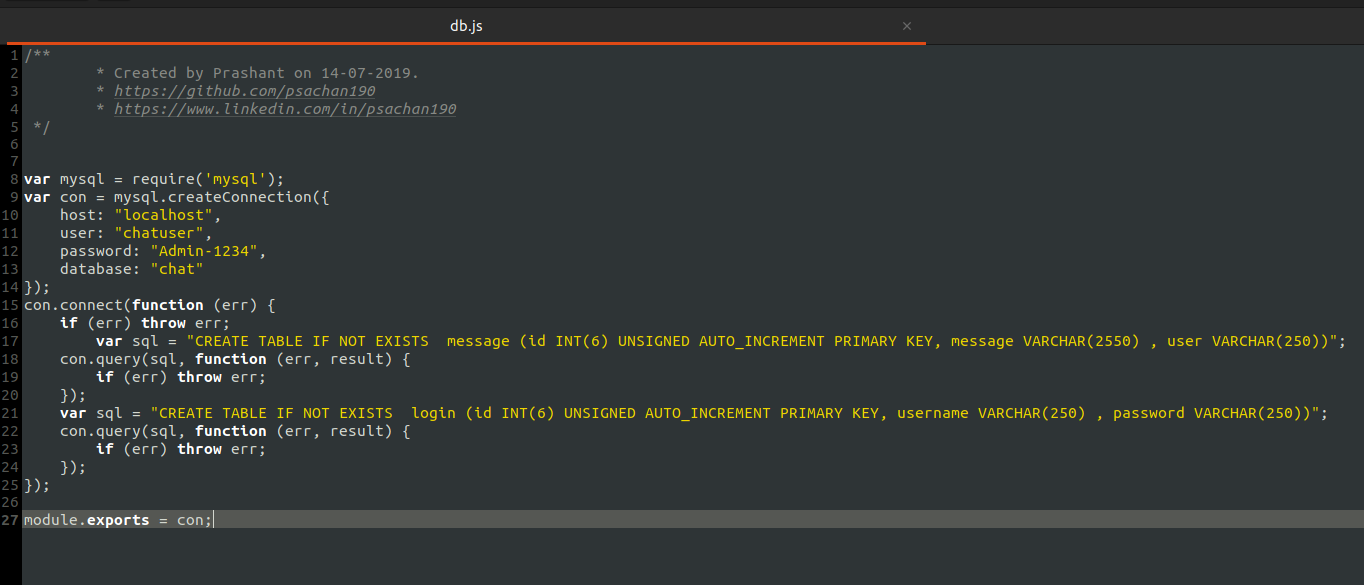 db.js ×
1 /**
2 * Created by Prashant on 14-07-2019.
3 * https://github.com/psachan190
4 * https://www.linkedin.com/in/psachan190
5 */
6
7
8 var mysql = require('mysql');
9 var con = mysql.createConnection({
10 host: "localhost",
11 user: "chatuser",
12 password: "Admin-1234",
13 database: "chat"
14 });
15 con.connect(function (err) {
16 if (err) throw err;
17 var sql = "CREATE TABLE IF NOT EXISTS  message (id INT(6) UNSIGNED AUTO_INCREMENT PRIMARY KEY, message VARCHAR(2550) , user VARCHAR(250))";
18 con.query(sql, function (err, result) {
19 if (err) throw err;
20 });
21 var sql = "CREATE TABLE IF NOT EXISTS  login (id INT(6) UNSIGNED AUTO_INCREMENT PRIMARY KEY, username VARCHAR(250) , password VARCHAR(250))";
22 con.query(sql, function (err, result) {
23 if (err) throw err;
24 });
25 });
26
27 module.exports = con;